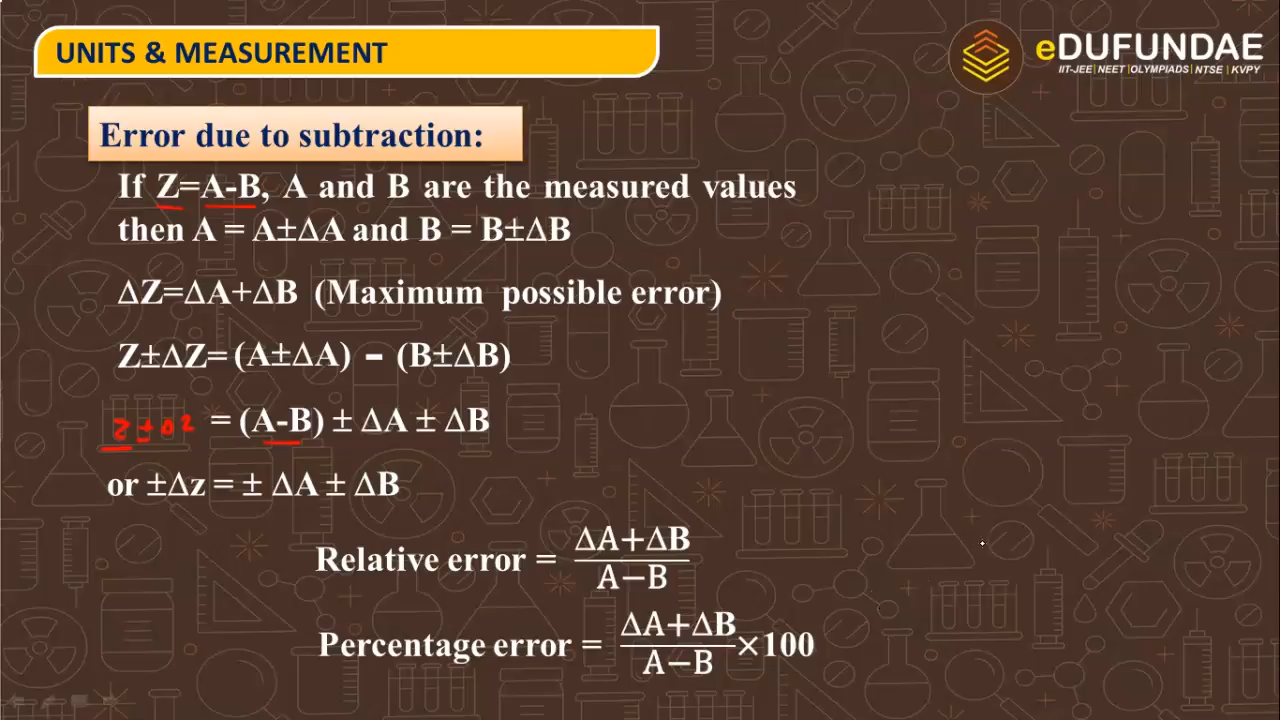 UNITS & MEASUREMENT
eDUFUNDAE
IIT-JEE|NEET |OLYMPIADS|NTSE | KVPY
Error due to subtraction:
If Z=A-B, A and B are the measured values
then A = A±ΔA and B = B±ΔB
ΔZ=ΔA+ΔB (Maximum possible error)
Z±ΔZ= (A±ΔA) - (B±ΔB)
Z±ΔZ = (A-B) ± ΔA ± ΔB
or ±Δz = ± ΔA ± ΔB
Relative error = ΔA+ΔB / A−B
Percentage error = ΔA+ΔB / A−B ×100